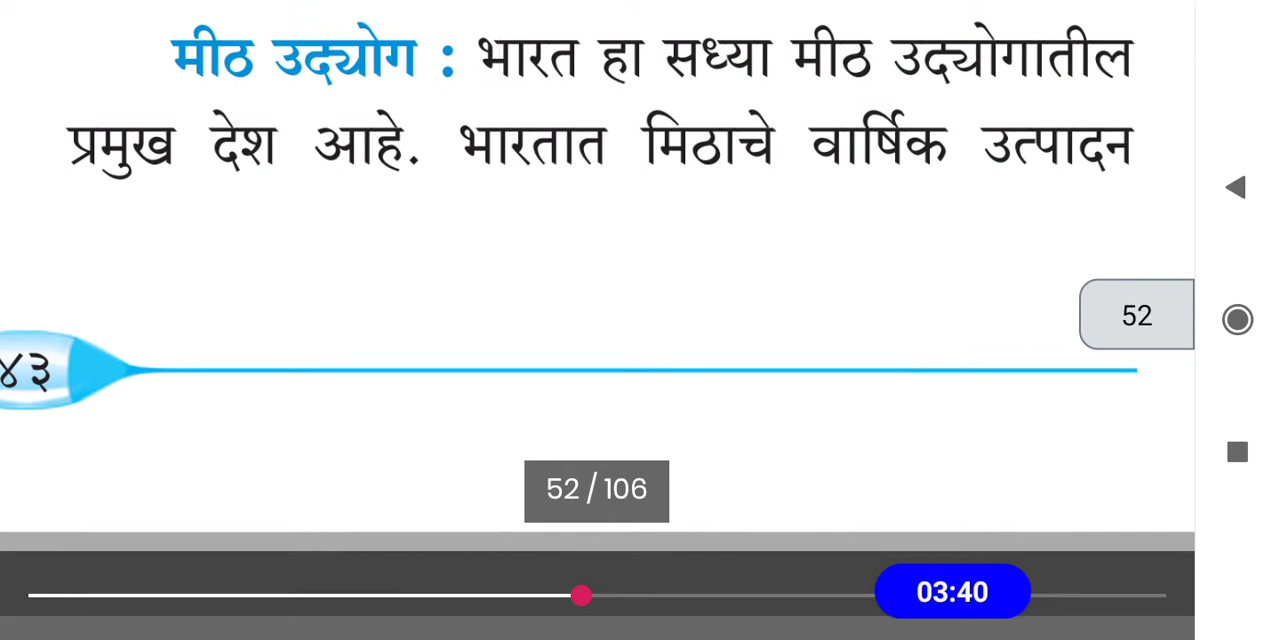 मीठ उद्योग : भारत हा सध्या मीठ उद्योगातील
प्रमुख देश आहे. भारतात मिठाचे वार्षिक उत्पादन
52
४३
52 / 106
03:40